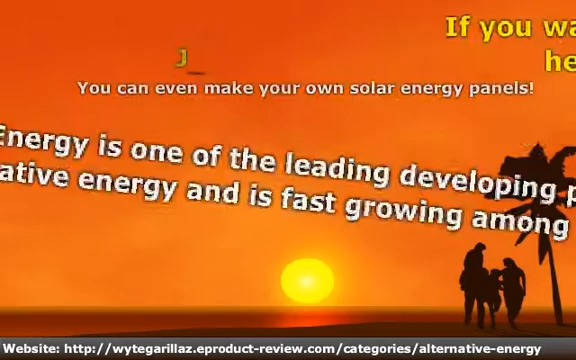 If you wa
he
J_
You can even make your own solar energy panels!
Energy is one of the leading developing p
ative energy and is fast growing among
Website: http://wytegarillaz.eproduct-review.com/categories/alternative-energy